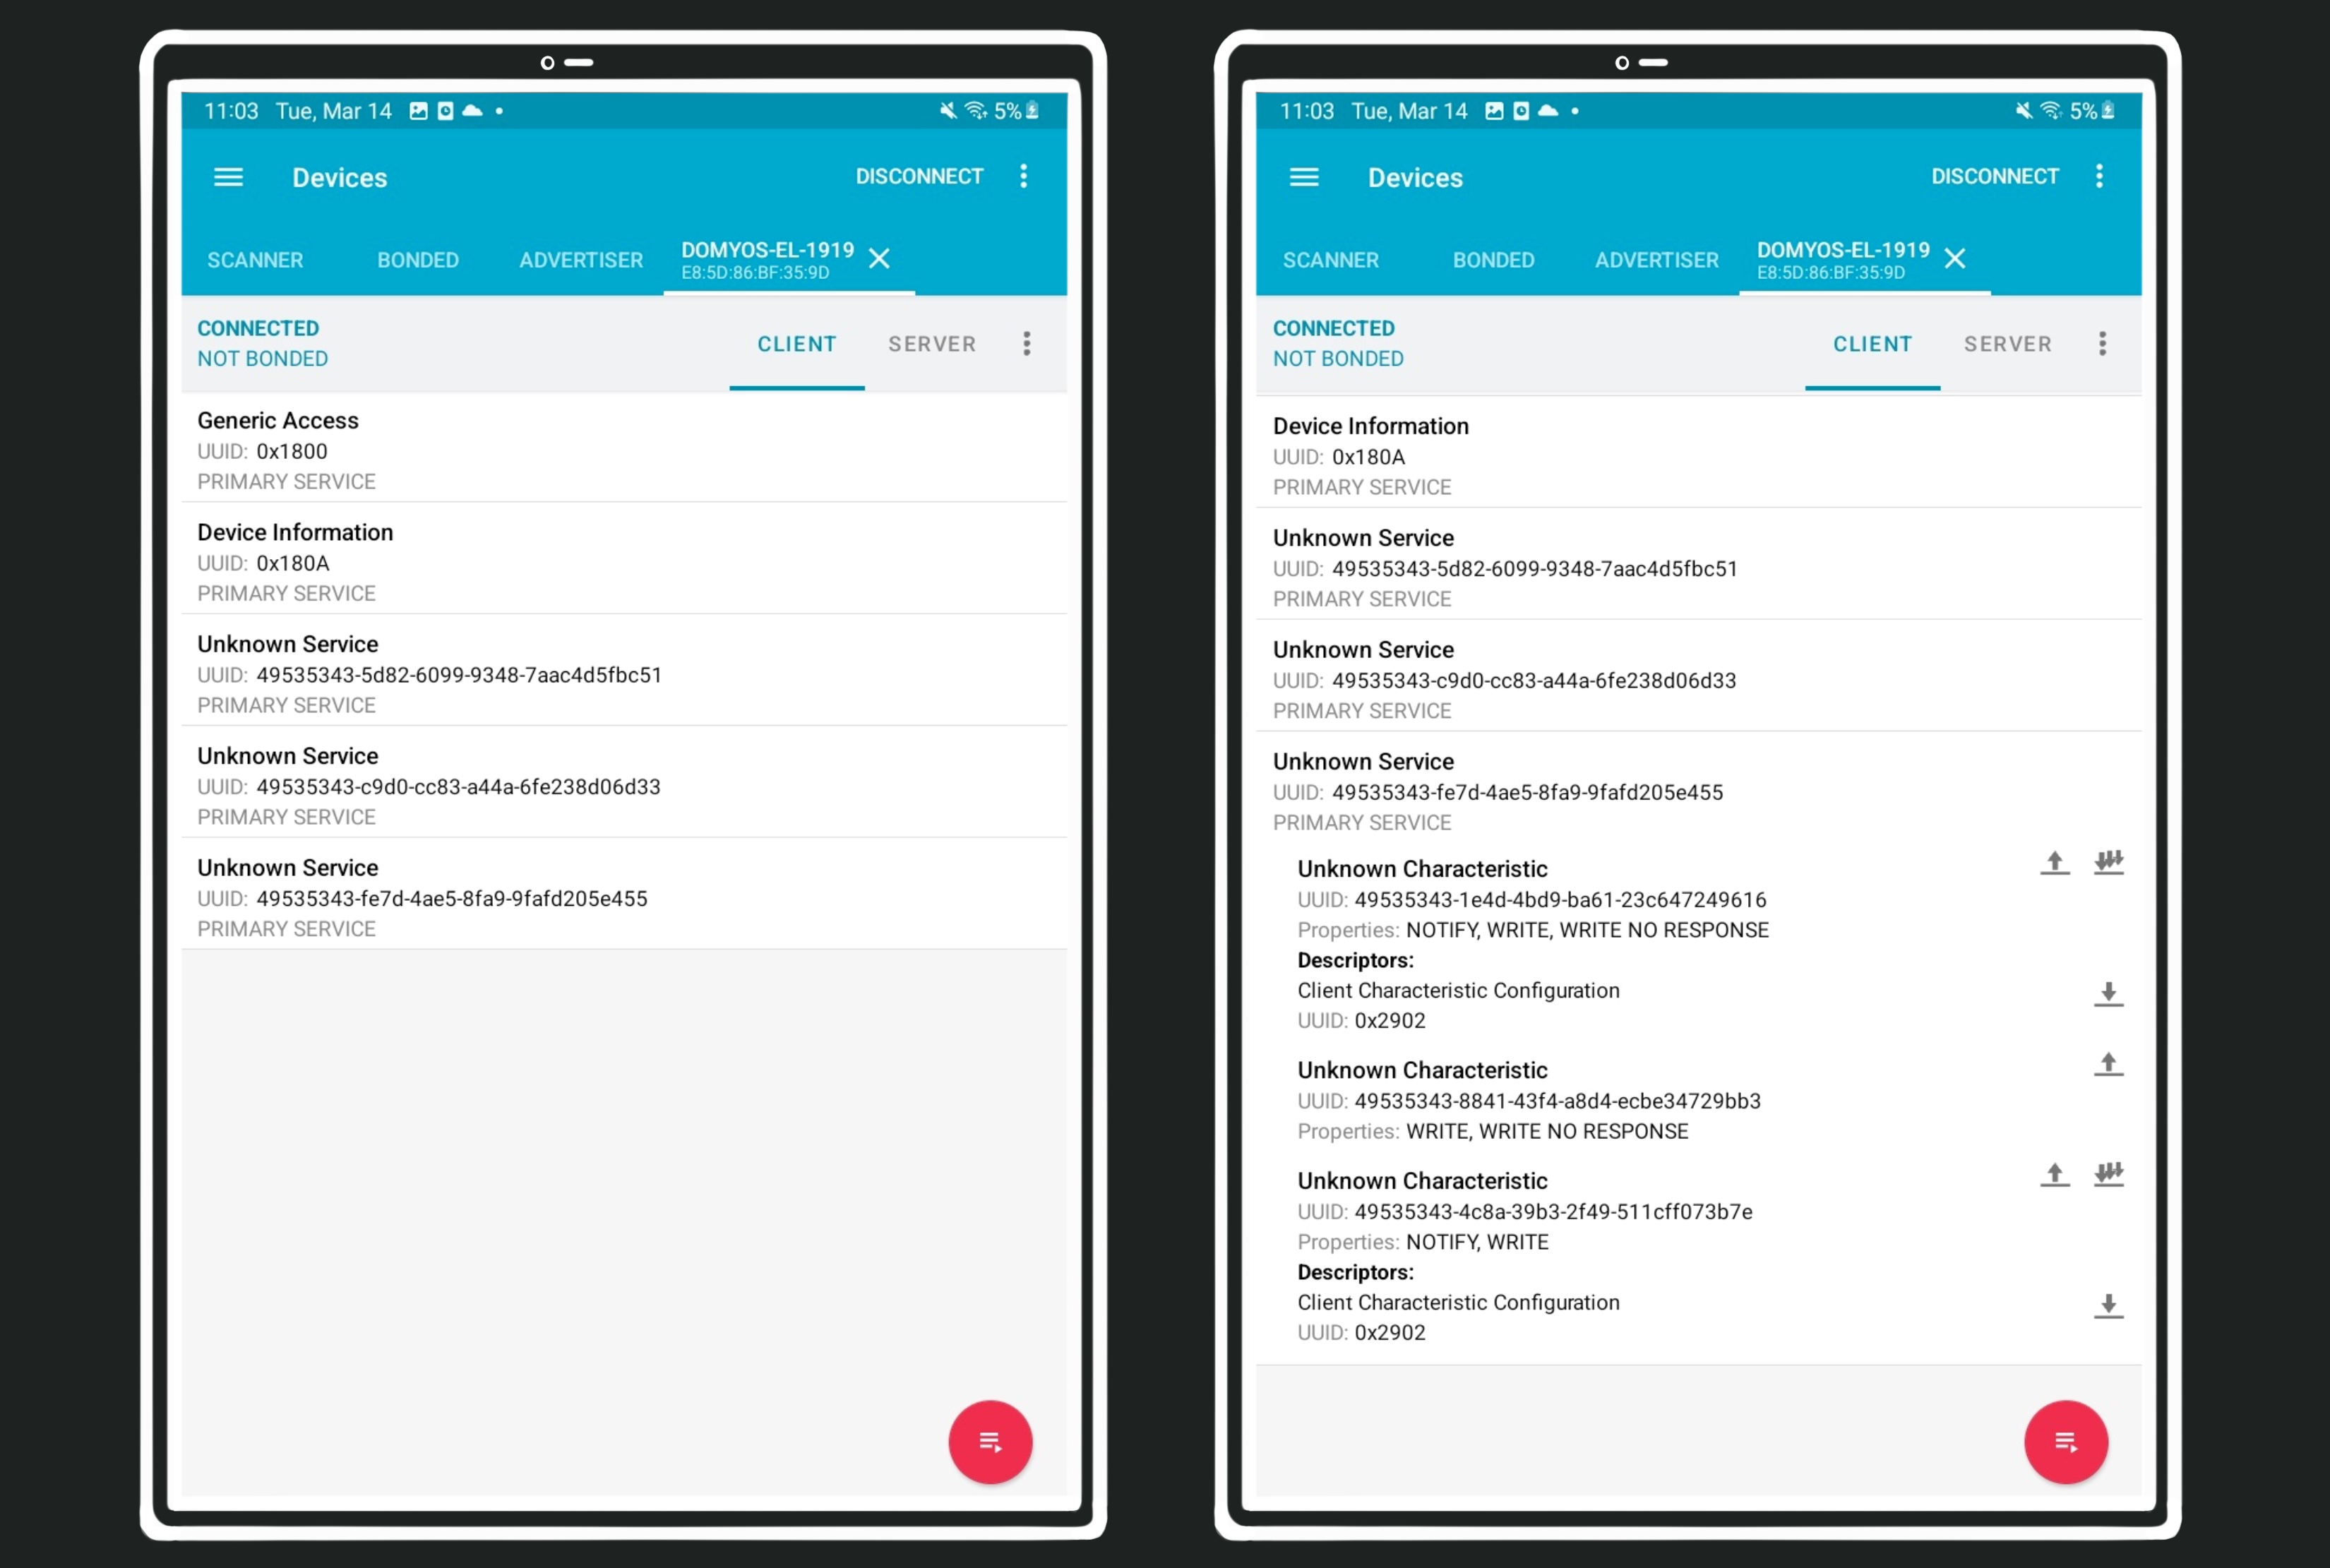 11:03 Tue, Mar 14
5%
Devices
DISCONNECT
SCANNER
BONDED
ADVERTISER
DOMYOS-EL-1919
E8:5D:86:BF:35:9D
CONNECTED
NOT BONDED
CLIENT
SERVER
Generic Access
UUID: 0x1800
PRIMARY SERVICE
Device Information
UUID: 0x180A
PRIMARY SERVICE
Unknown Service
UUID: 49535343-5d82-6099-9348-7aac4d5fbc51
PRIMARY SERVICE
Unknown Service
UUID: 49535343-c9d0-cc83-a44a-6fe238d06d33
PRIMARY SERVICE
Unknown Service
UUID: 49535343-fe7d-4ae5-8fa9-9fafd205e455
PRIMARY SERVICE
11:03 Tue, Mar 14
5%
Devices
DISCONNECT
SCANNER
BONDED
ADVERTISER
DOMYOS-EL-1919
E8:5D:86:BF:35:9D
CONNECTED
NOT BONDED
CLIENT
SERVER
Device Information
UUID: 0x180A
PRIMARY SERVICE
Unknown Service
UUID: 49535343-5d82-6099-9348-7aac4d5fbc51
PRIMARY SERVICE
Unknown Service
UUID: 49535343-c9d0-cc83-a44a-6fe238d06d33
PRIMARY SERVICE
Unknown Service
UUID: 49535343-fe7d-4ae5-8fa9-9fafd205e455
PRIMARY SERVICE
Unknown Characteristic
UUID: 49535343-1e4d-4bd9-ba61-23c647249616
Properties: NOTIFY, WRITE, WRITE NO RESPONSE
Descriptors:
Client Characteristic Configuration
UUID: 0x2902
Unknown Characteristic
UUID: 49535343-8841-43f4-a8d4-ecbe34729bb3
Properties: WRITE, WRITE NO RESPONSE
Unknown Characteristic
UUID: 49535343-4c8a-39b3-2f49-511cff073b7e
Properties: NOTIFY, WRITE
Descriptors:
Client Characteristic Configuration
UUID: 0x2902